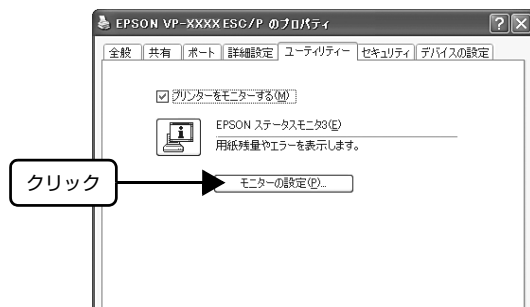 EPSON VP-XXXX ESC/P のプロパティ
全般 共有 ポート 詳細設定 ユーティリティー セキュリティ デバイスの設定
プリンターをモニターする(M)
EPSON ステータスモニタ3(E)
用紙残量やエラーを表示します。
クリック
モニターの設定(P)...